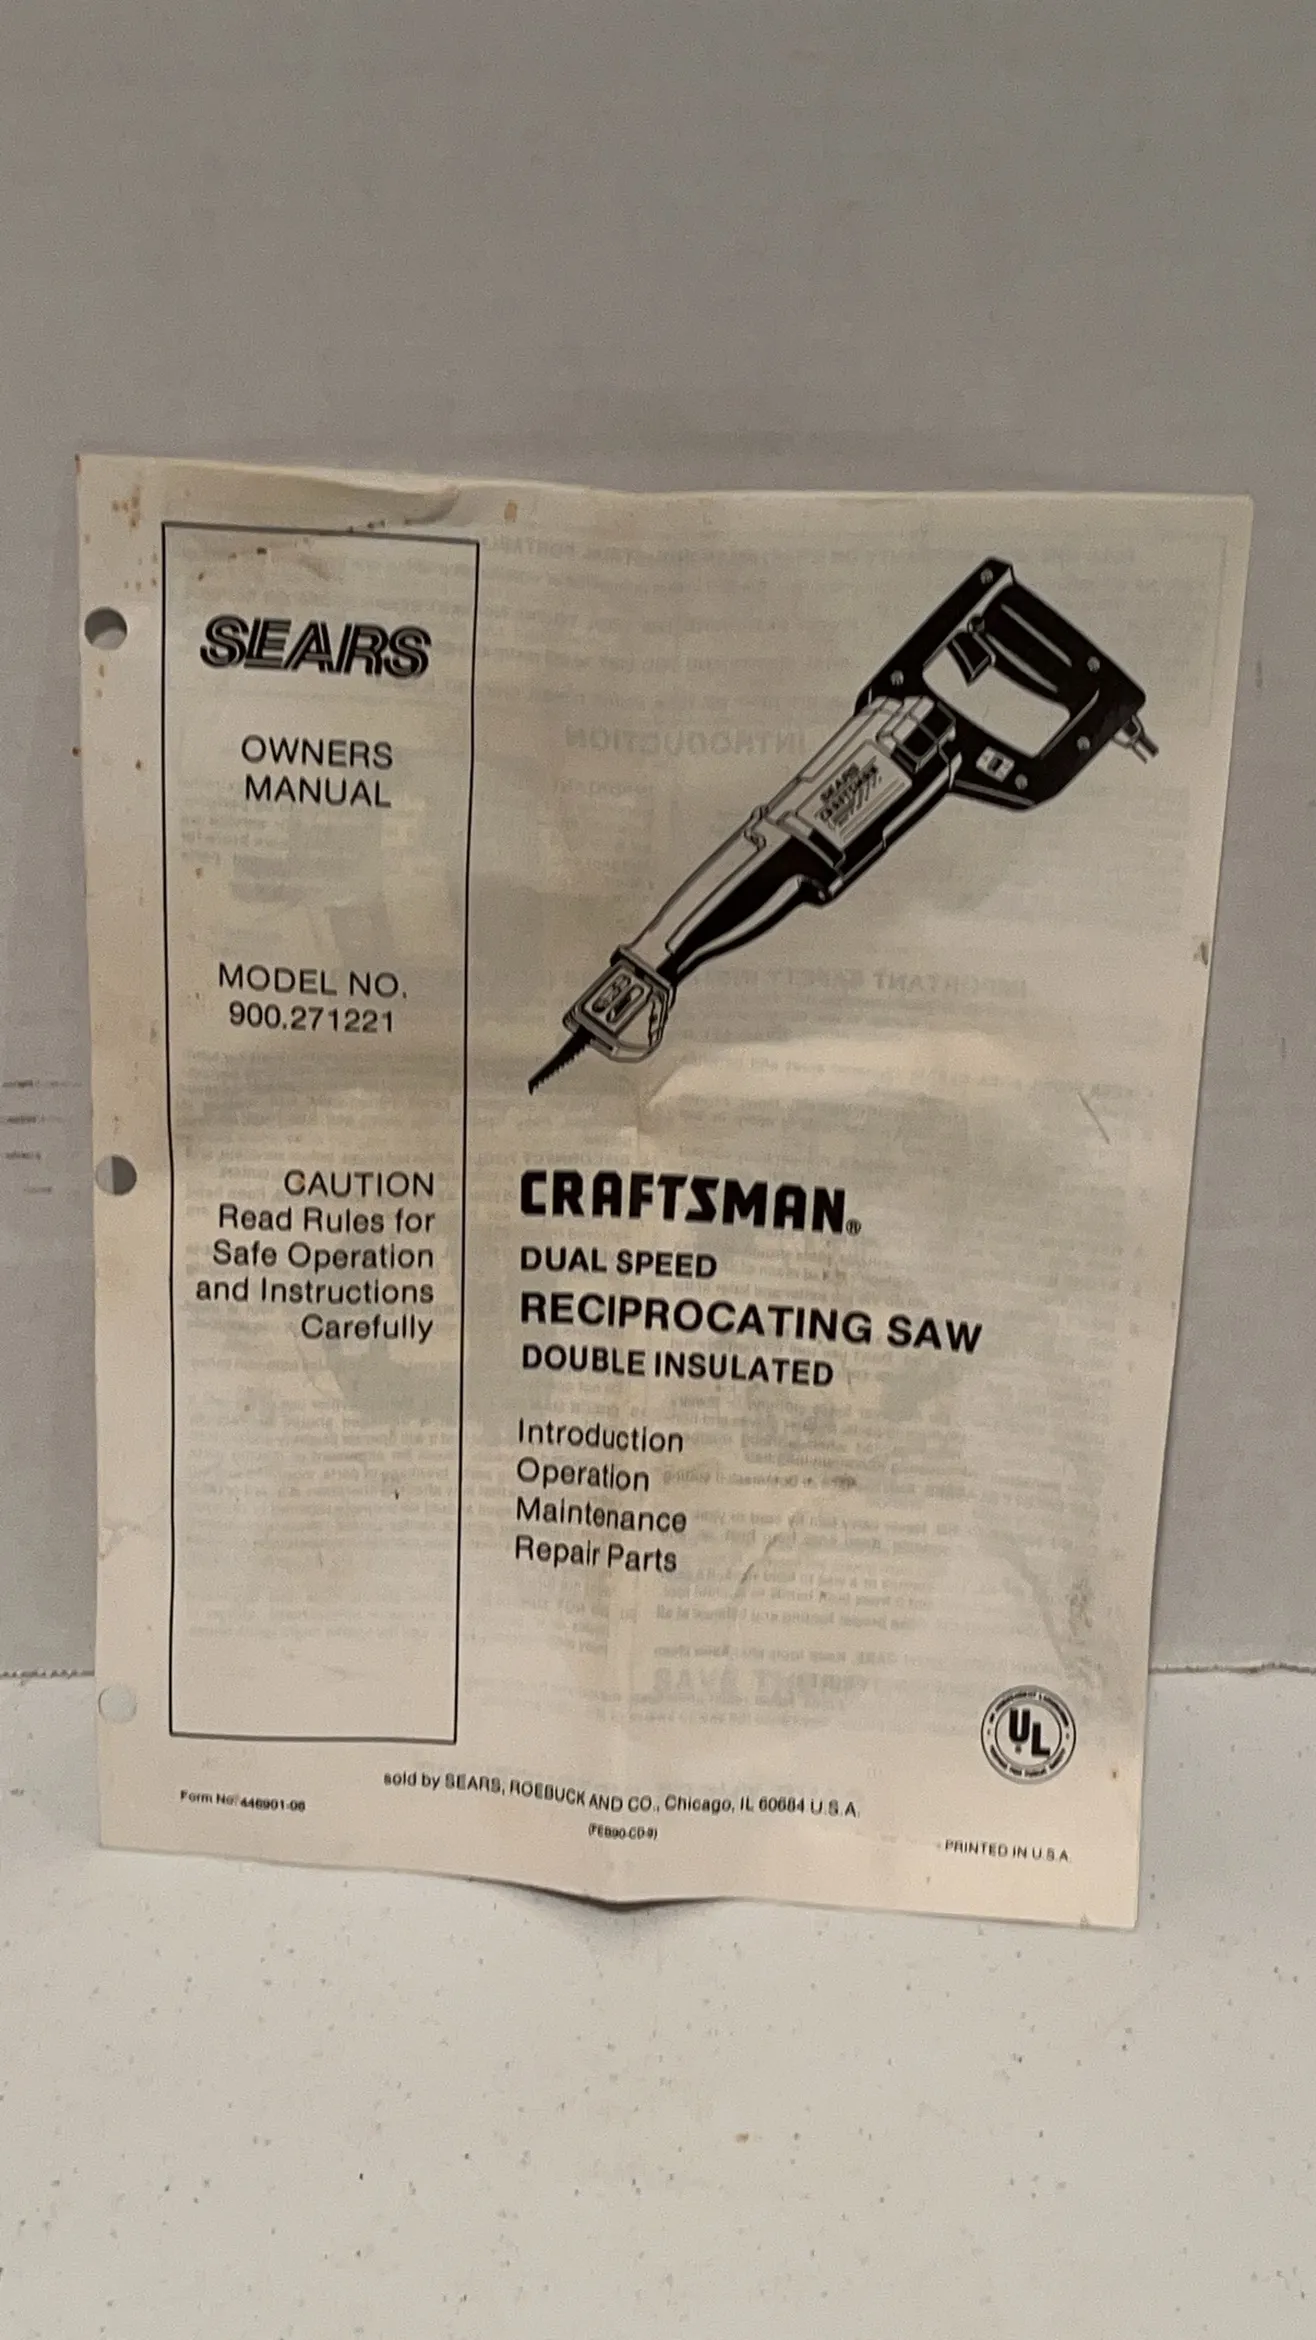 SEARS
OWNERS
MANUAL
MODEL NO.
900.271221
CAUTION
Read Rules for
Safe Operation
and Instructions
Carefully
SEARS
CRAFTSMAN
CRAFTSMAN®
DUAL SPEED
RECIPROCATING SAW
DOUBLE INSULATED
Introduction
Operation
Maintenance
Repair Parts
UL
sold by SEARS, ROEBUCK AND CO., Chicago, IL 60684 U.S.A.
Form No. 446901-06
(FEB90-CD-9)
PRINTED IN U.S.A.